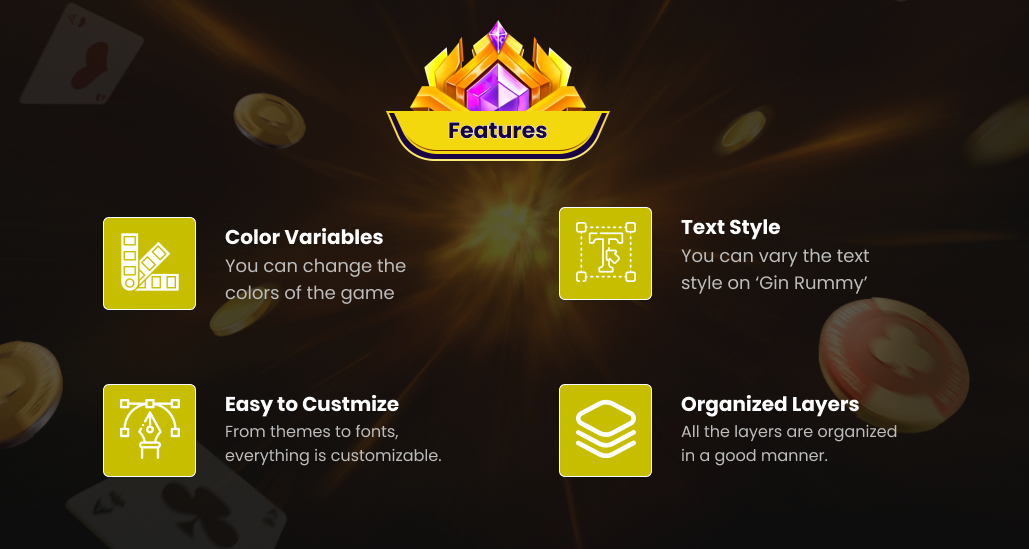 Features
Color Variables
You can change the
colors of the game
Text Style
You can vary the text
style on ‘Gin Rummy’
Easy to Custmize
From themes to fonts,
everything is customizable.
Organized Layers
All the layers are organized
in a good manner.